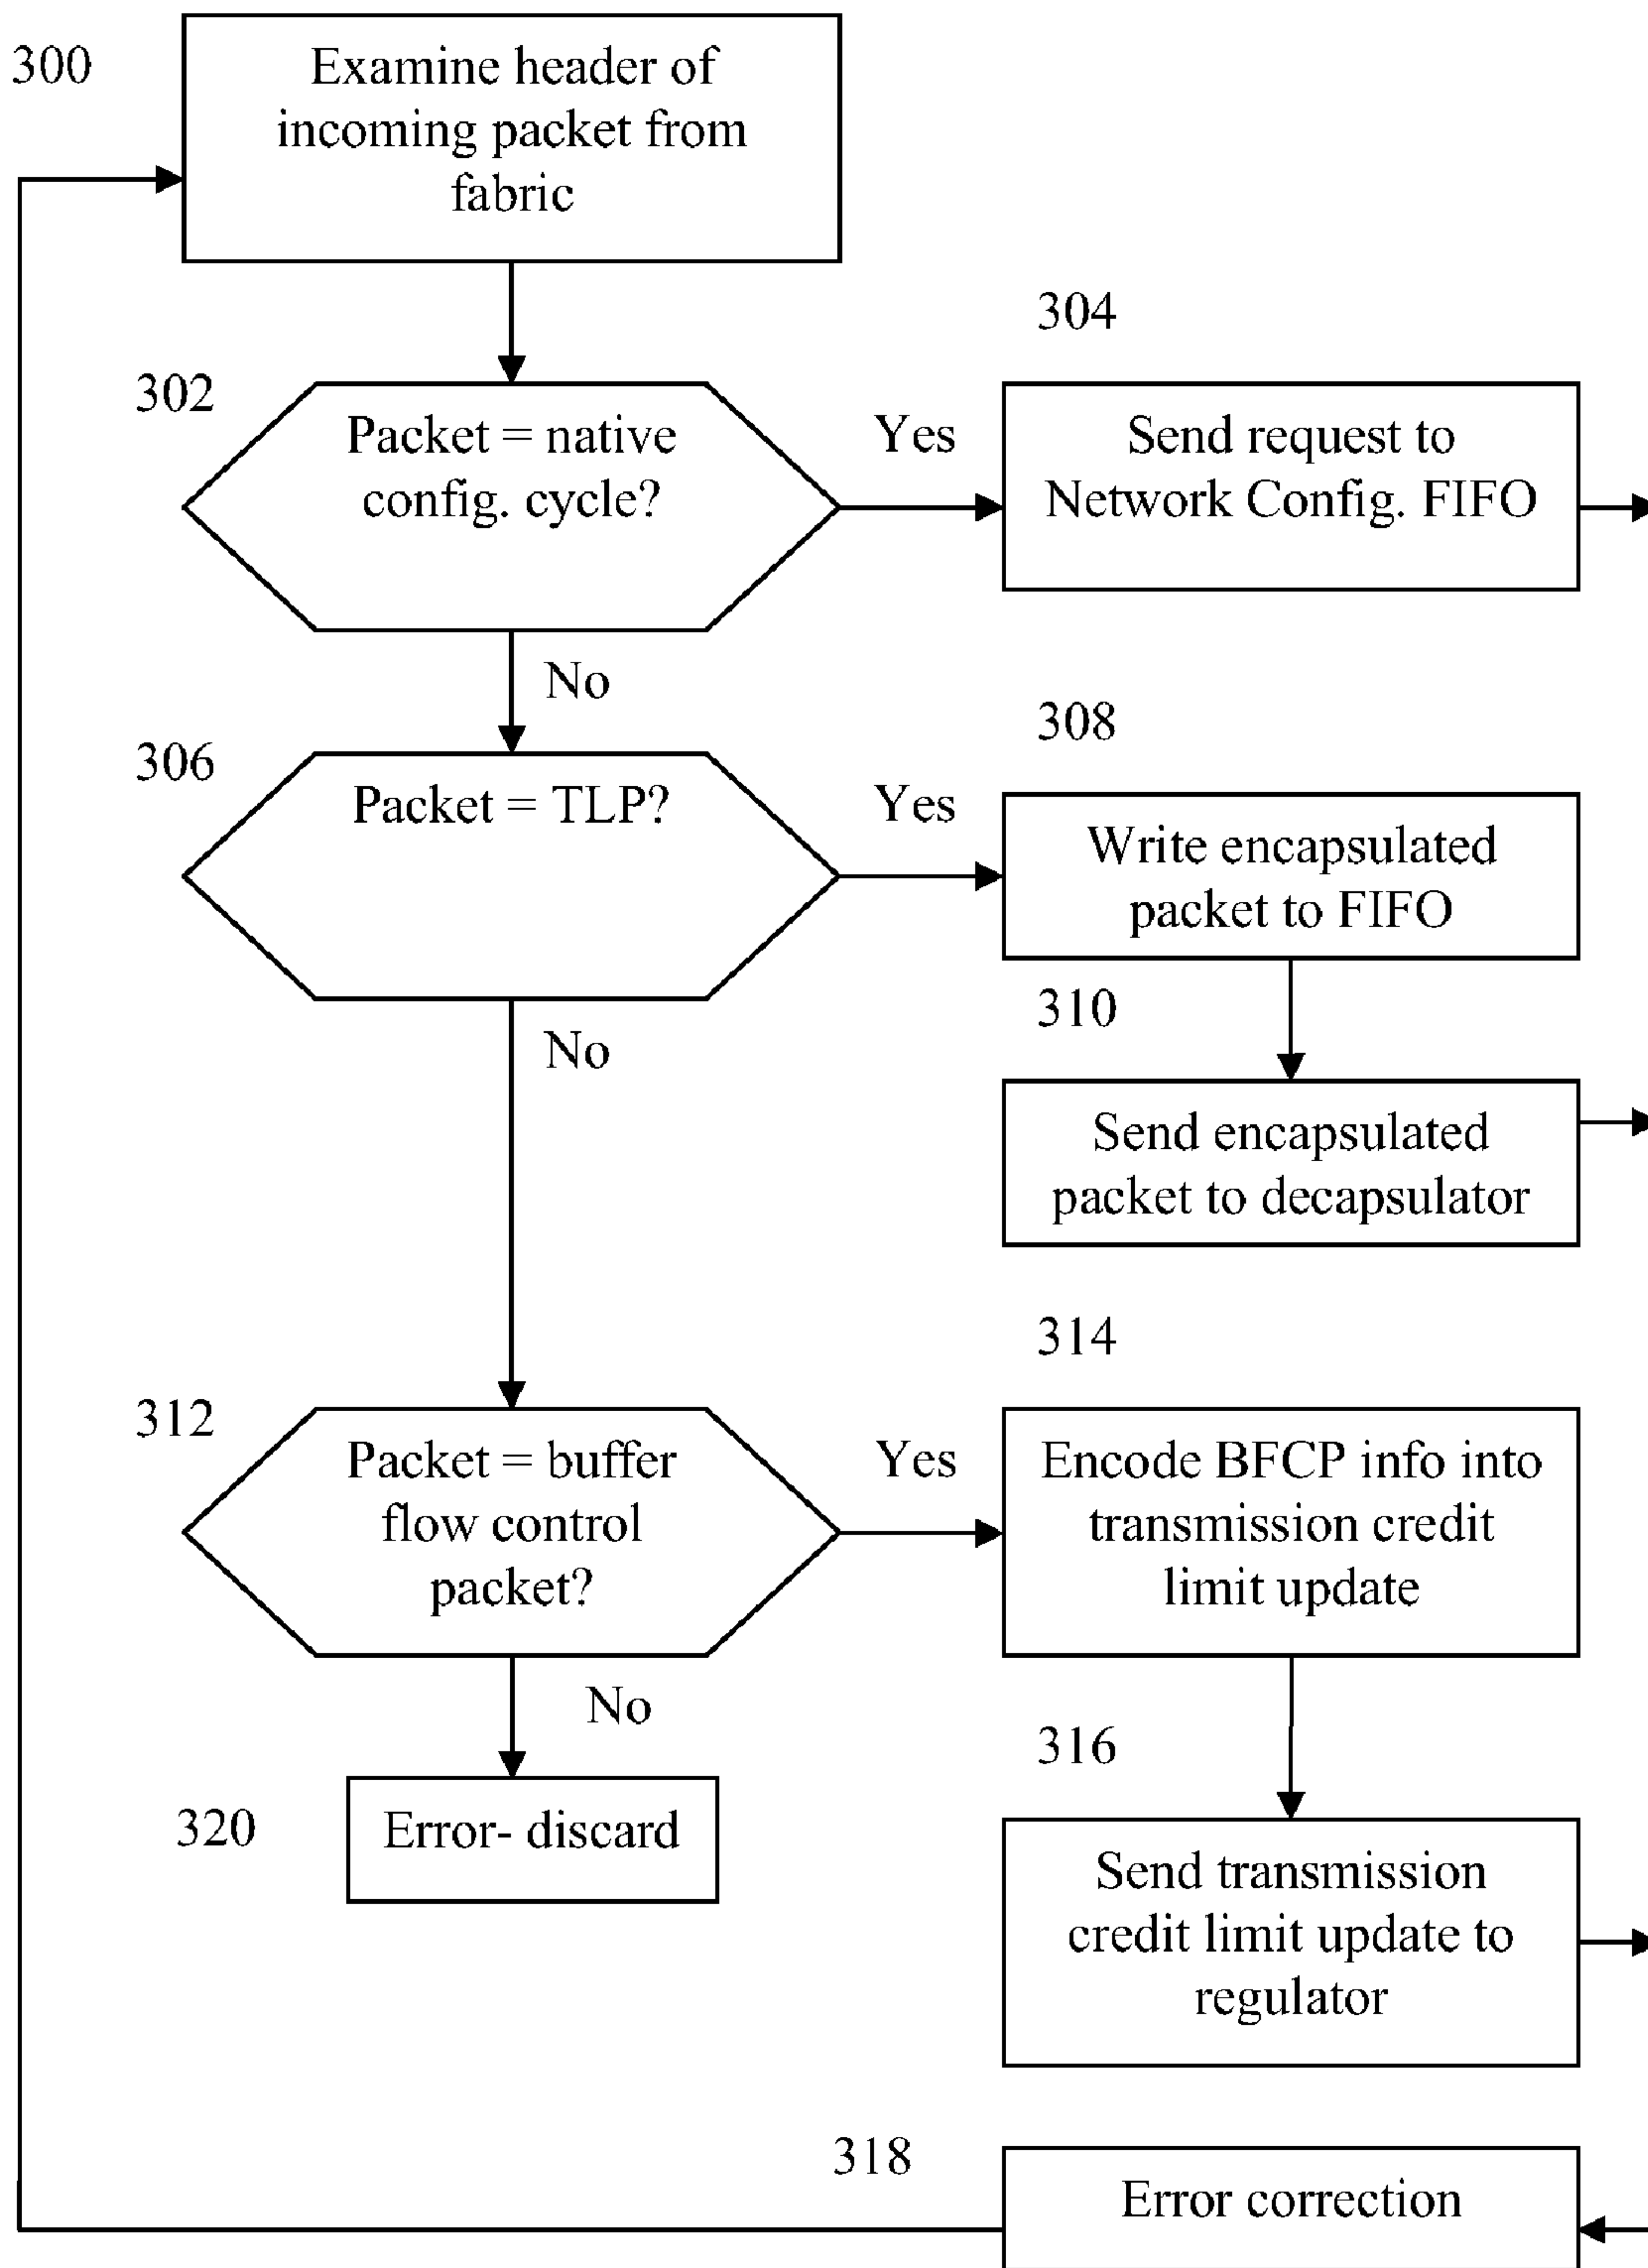 300
Examine header of
incoming packet from
fabric
302
Packet = native
config. cycle?
Yes
304
Send request to
Network Config. FIFO
No
306
Packet = TLP?
Yes
308
Write encapsulated
packet to FIFO
310
Send encapsulated
packet to decapsulator
No
312
Packet = buffer
flow control
packet?
Yes
314
Encode BFCP info into
transmission credit
limit update
316
Send transmission
credit limit update to
regulator
No
320
Error- discard
318
Error correction